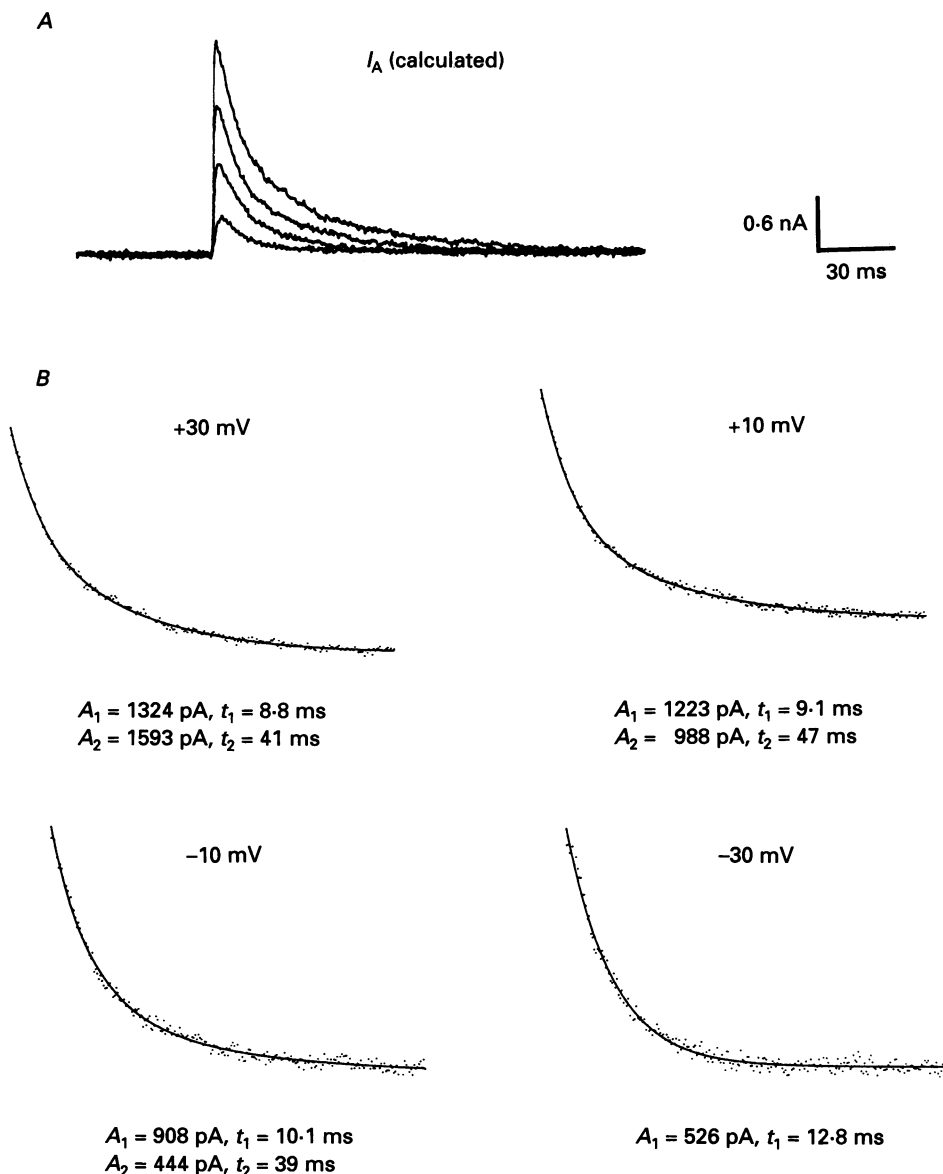 A
I_A (calculated)
0·6 nA
30 ms
B
+30 mV
+10 mV
A_1 = 1324 pA, t_1 = 8·8 ms
A_2 = 1593 pA, t_2 = 41 ms
A_1 = 1223 pA, t_1 = 9·1 ms
A_2 = 988 pA, t_2 = 47 ms
−10 mV
−30 mV
A_1 = 908 pA, t_1 = 10·1 ms
A_2 = 444 pA, t_2 = 39 ms
A_1 = 526 pA, t_1 = 12·8 ms